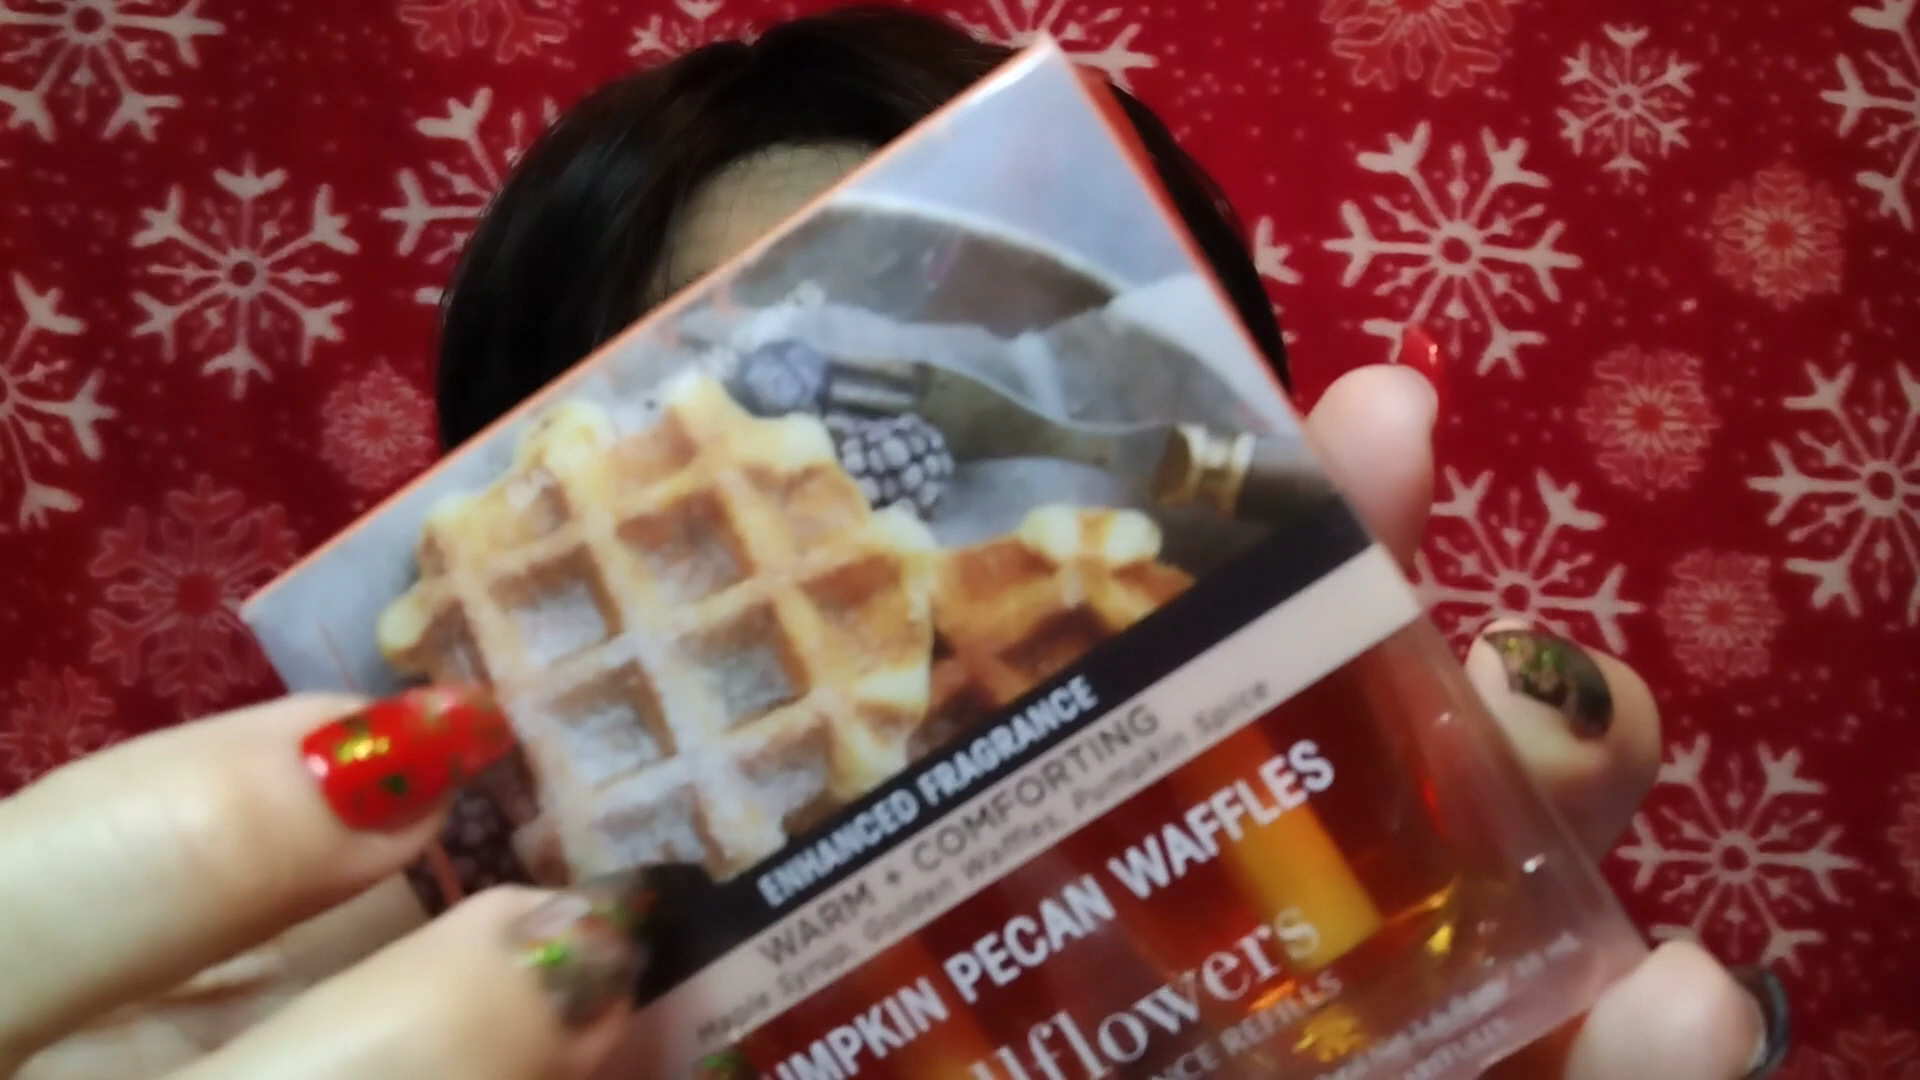 ENHANCED FRAGRANCE
WARM + COMFORTING
Maple Syrup, Golden Waffles, Pumpkin Spice
UMPKIN PECAN WAFFLES
llflowers
NCE REFILLS